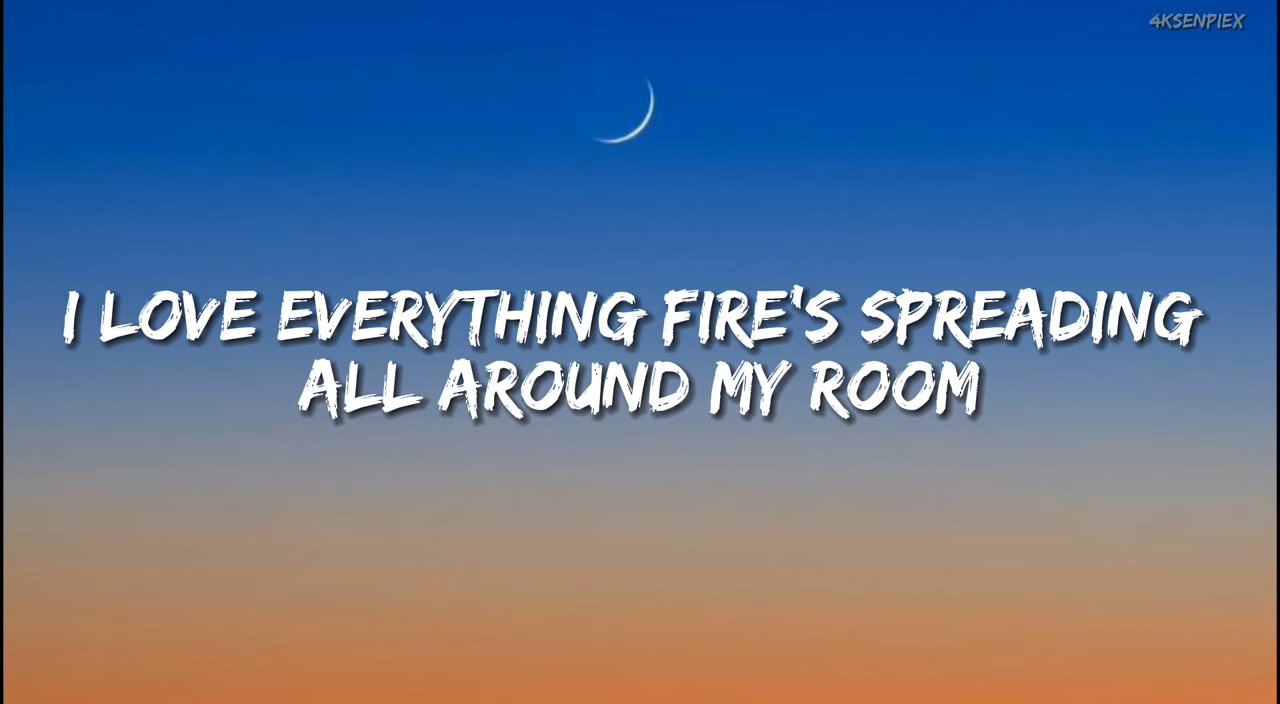 4KSENPIEX
I LOVE EVERYTHING FIRE'S SPREADING
ALL AROUND MY ROOM